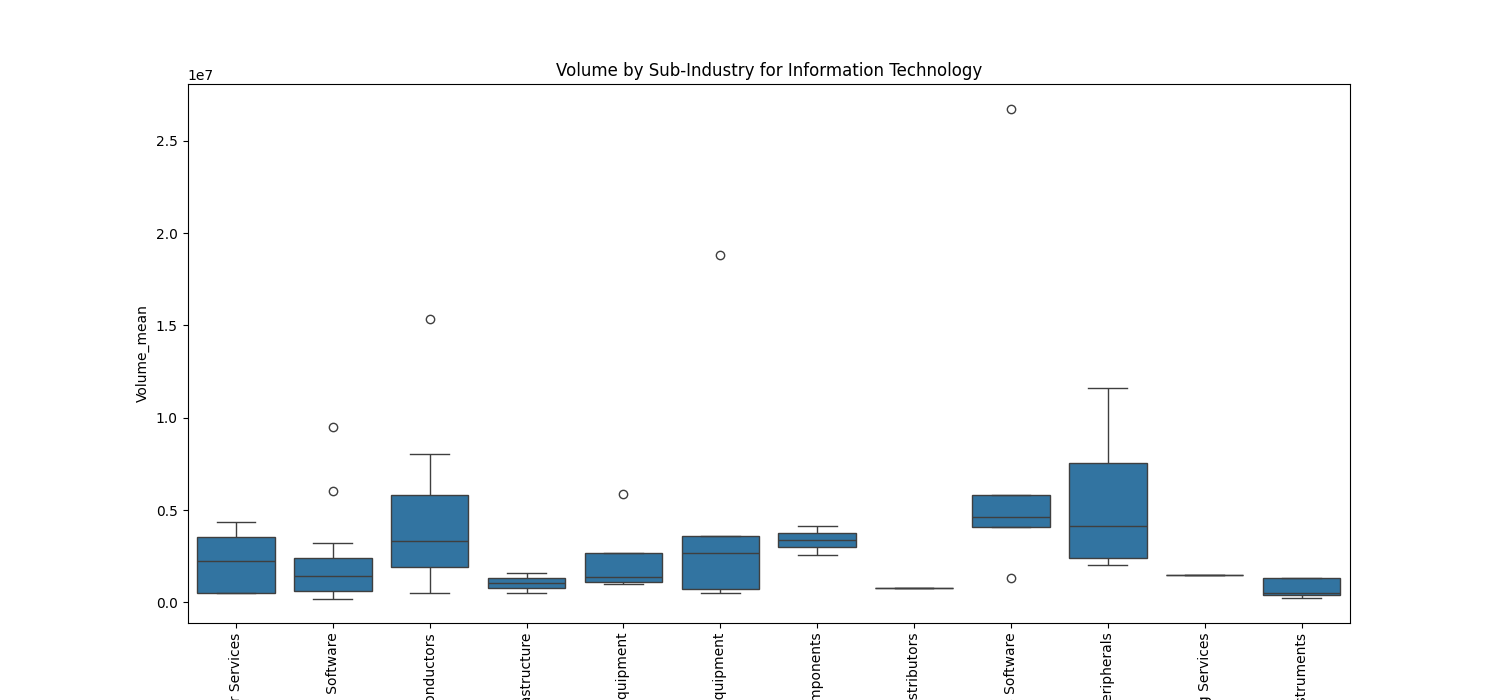 Volume by Sub-Industry for Information Technology
1e7
2.5
2.0
1.5
1.0
0.5
0.0
Volume_mean
r Services
Software
onductors
astructure
quipment
quipment
mponents
stributors
Software
eripherals
g Services
struments